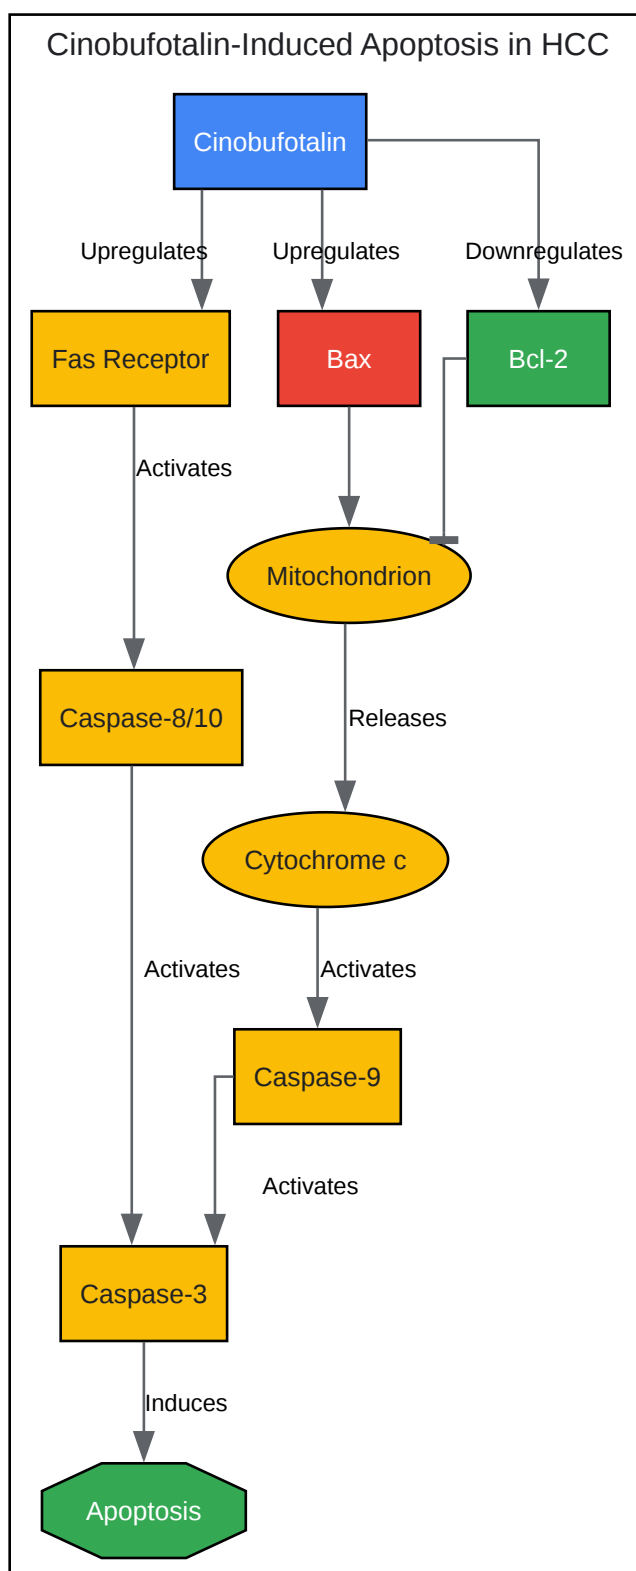 Cinobufotalin-Induced Apoptosis in HCC
Cinobufotalin
Upregulates
Upregulates
Downregulates
Fas Receptor
Bax
Bcl-2
Activates
Mitochondrion
Caspase-8/10
Releases
Cytochrome c
Activates
Activates
Caspase-9
Activates
Caspase-3
Induces
Apoptosis